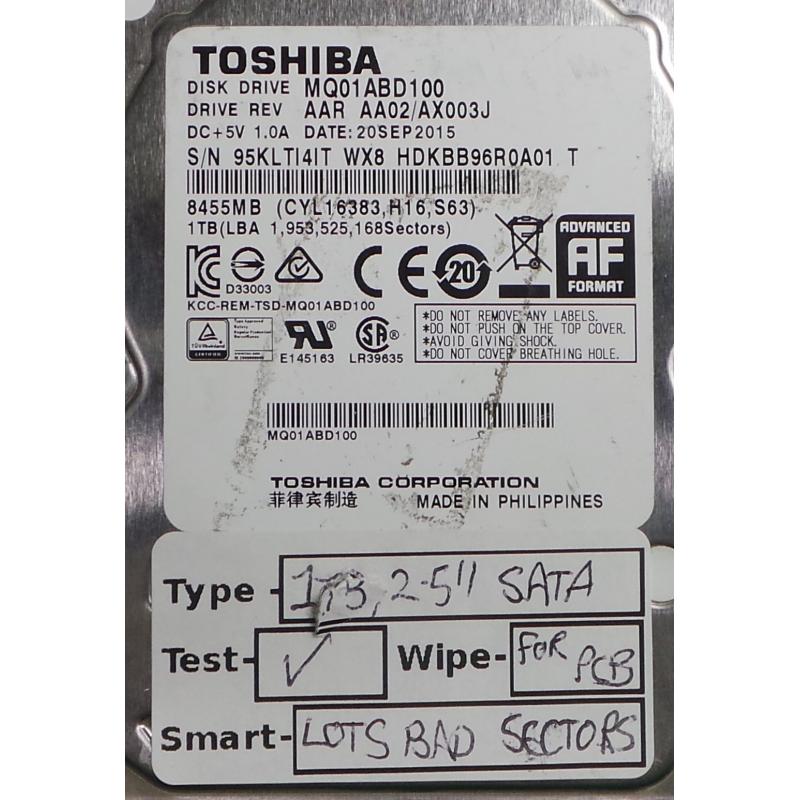 TOSHIBA
DISK DRIVE MQ01ABD100
DRIVE REV AAR AA02/AX003J
DC+5V 1.0A DATE:20SEP2015
S/N 95KLTI4IT WX8 HDKBB96R0A01 T
8455MB (CYL16383,H16,S63)
1TB(LBA 1,953,525,168Sectors)
D33003
CE
20
ADVANCED
AF
FORMAT
KCC-REM-TSD-MQ01ABD100
*DO NOT REMOVE ANY LABELS.
*DO NOT PUSH ON THE TOP COVER.
*AVOID GIVING SHOCK.
*DO NOT COVER BREATHING HOLE.
TÜVRheinland
CERTIFIED
E145163
LR39635
MQ01ABD100
TOSHIBA CORPORATION
菲律宾制造 MADE IN PHILIPPINES
Type - 1TB, 2.5" SATA
Test- ✓ Wipe- FOR PCB
Smart- LOTS BAD SECTORS